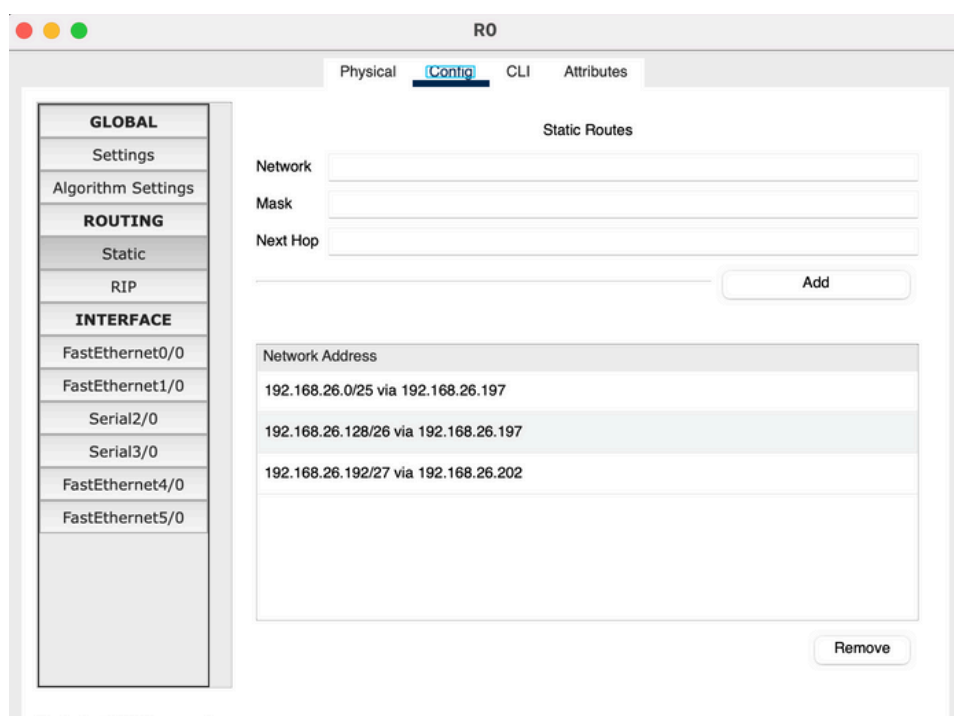 R0
Physical Config CLI Attributes
GLOBAL
Settings
Algorithm Settings
ROUTING
Static
RIP
INTERFACE
FastEthernet0/0
FastEthernet1/0
Serial2/0
Serial3/0
FastEthernet4/0
FastEthernet5/0
Static Routes
Network
Mask
Next Hop
Add
Network Address
192.168.26.0/25 via 192.168.26.197
192.168.26.128/26 via 192.168.26.197
192.168.26.192/27 via 192.168.26.202
Remove